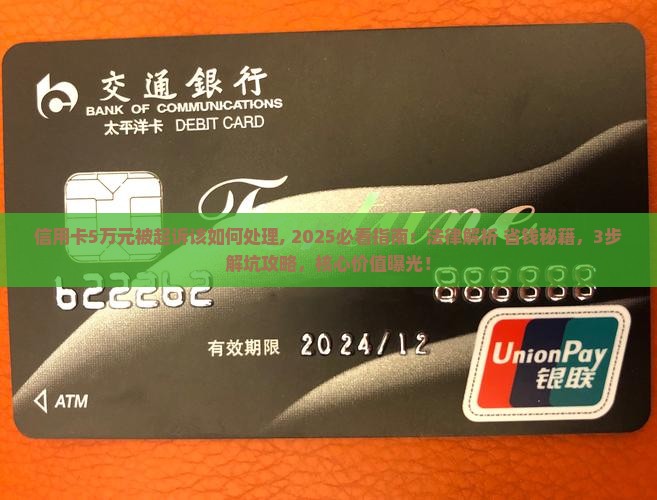 交通銀行
BANK OF COMMUNICATIONS
太平洋卡 DEBIT CARD
信用卡5万元被起诉该如何处理, 2025必看指南！法律解析 省钱秘籍，3步
解坑攻略，核心价值曝光！
622262 888888
有效期限 2024/12
UnionPay
银联
ATM